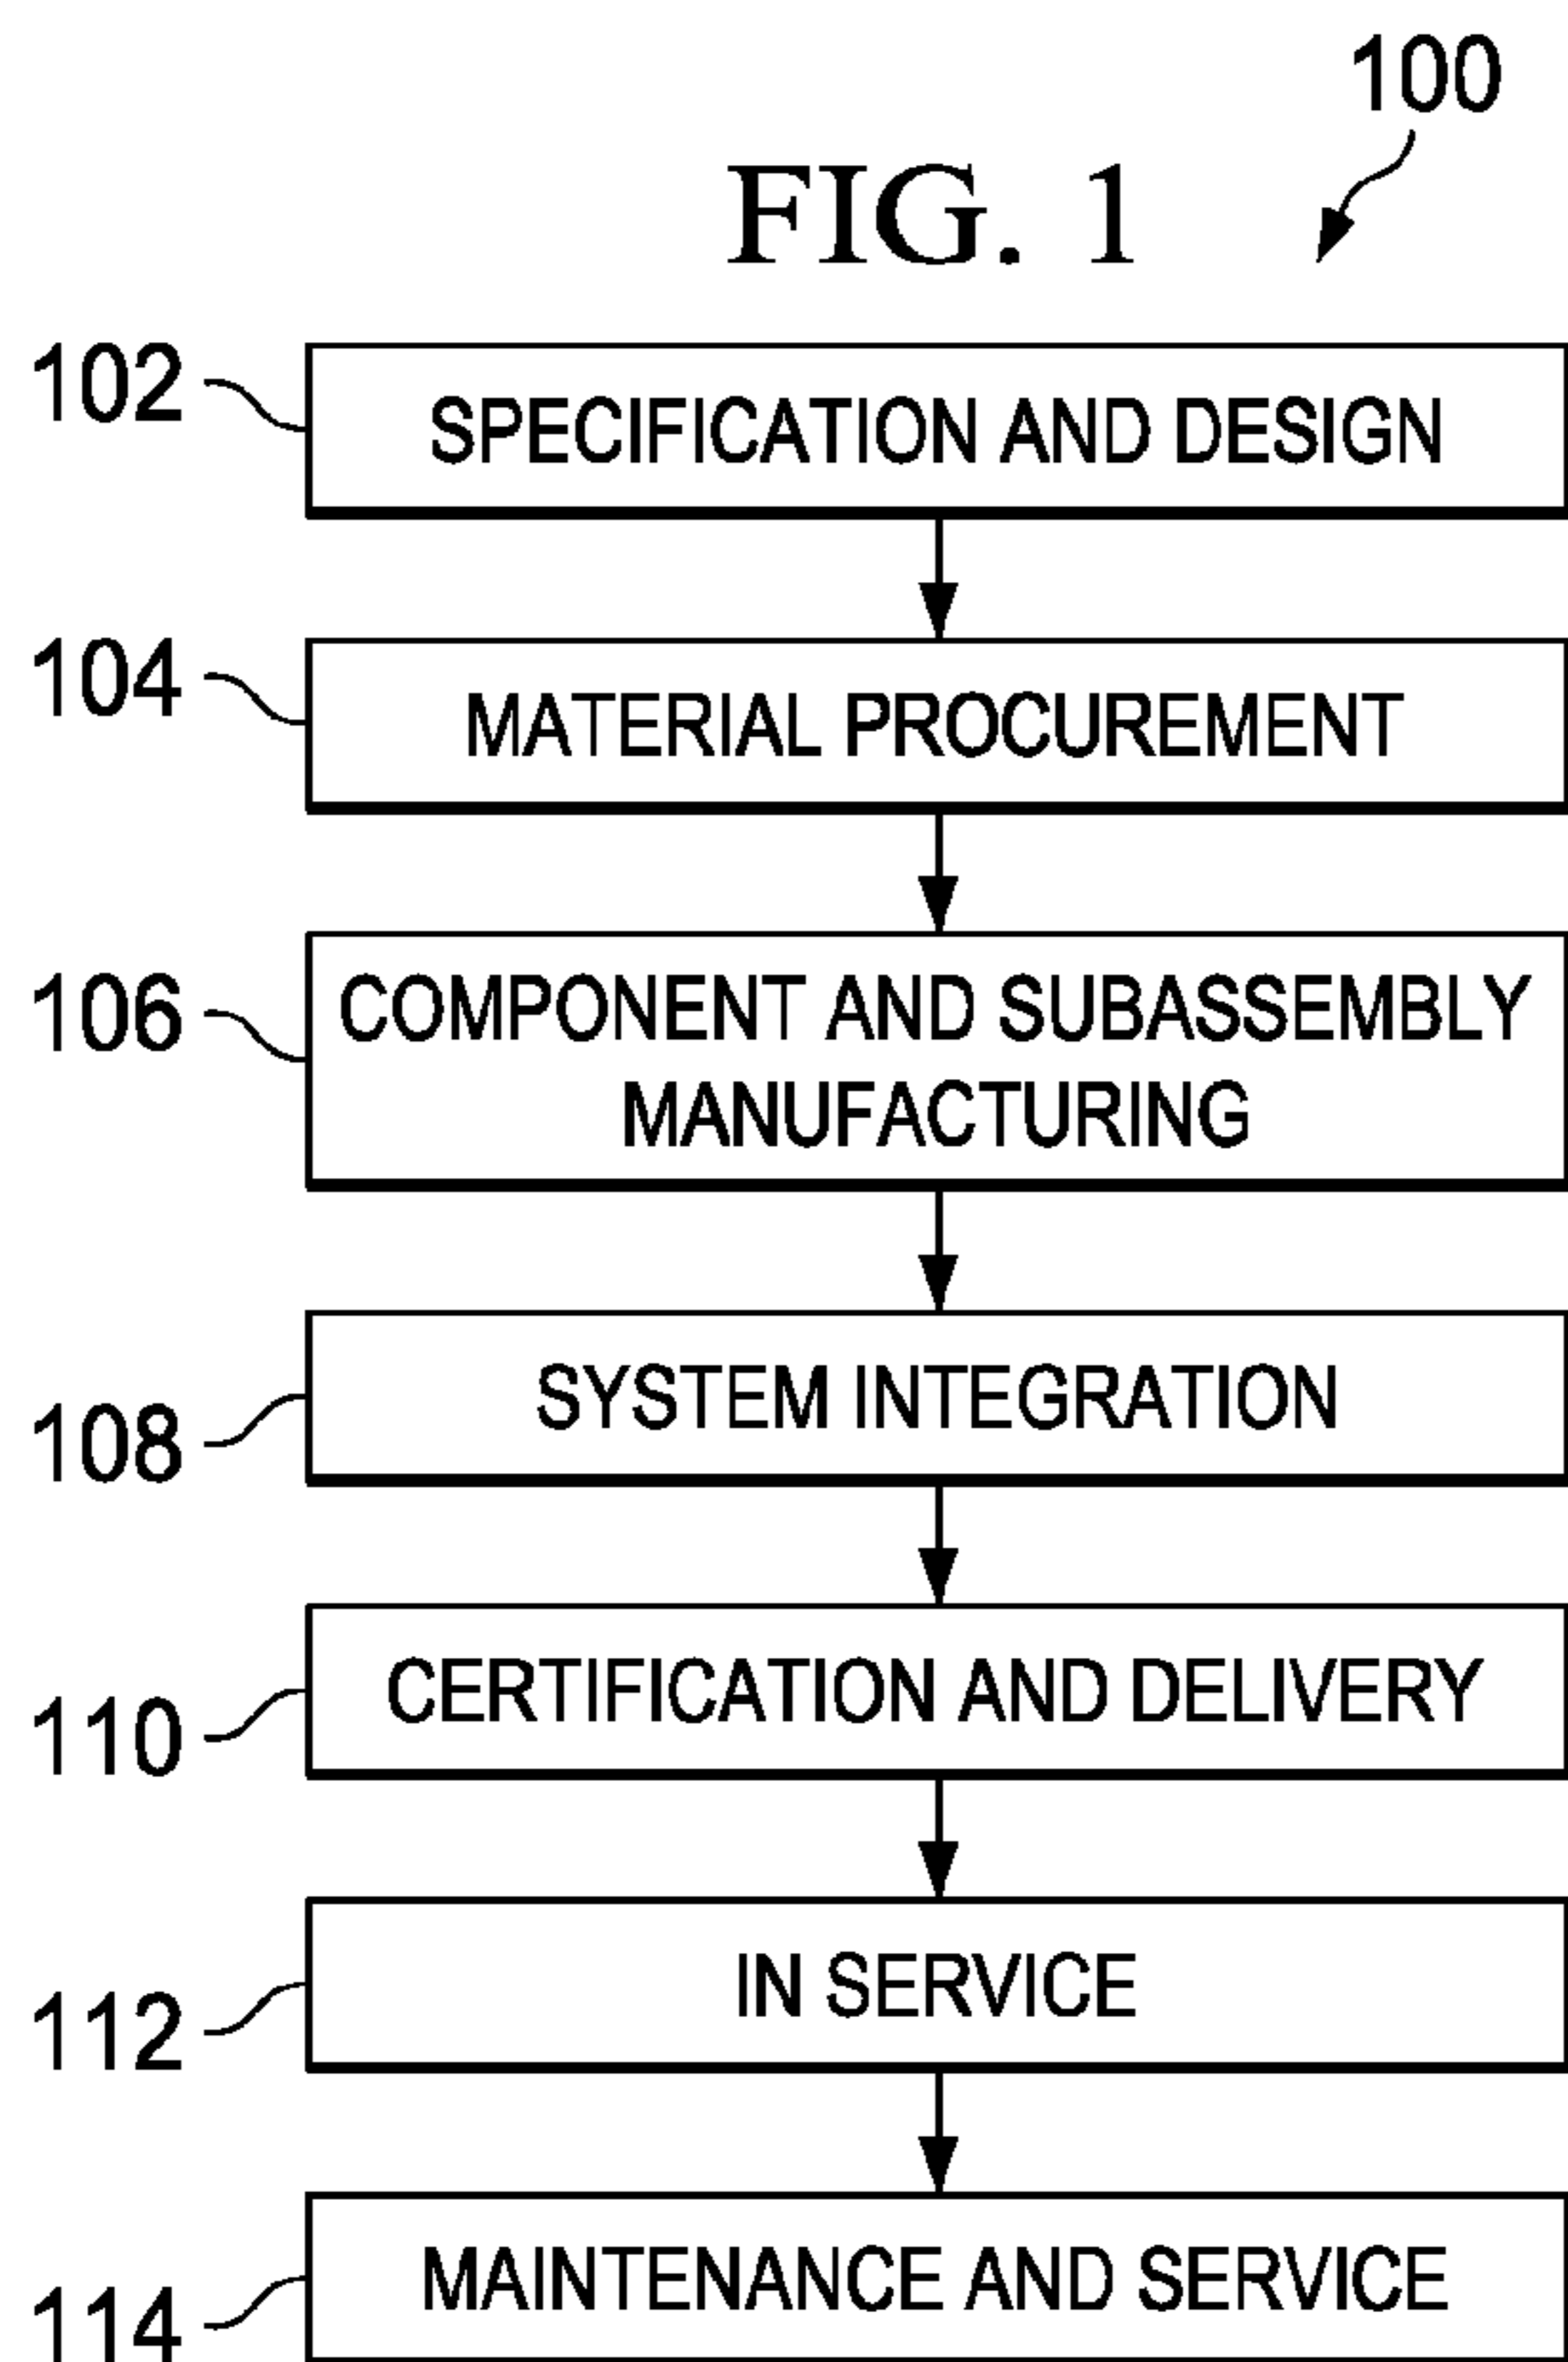 100
FIG. 1
102
SPECIFICATION AND DESIGN
104
MATERIAL PROCUREMENT
106
COMPONENT AND SUBASSEMBLY
MANUFACTURING
108
SYSTEM INTEGRATION
110
CERTIFICATION AND DELIVERY
112
IN SERVICE
114
MAINTENANCE AND SERVICE